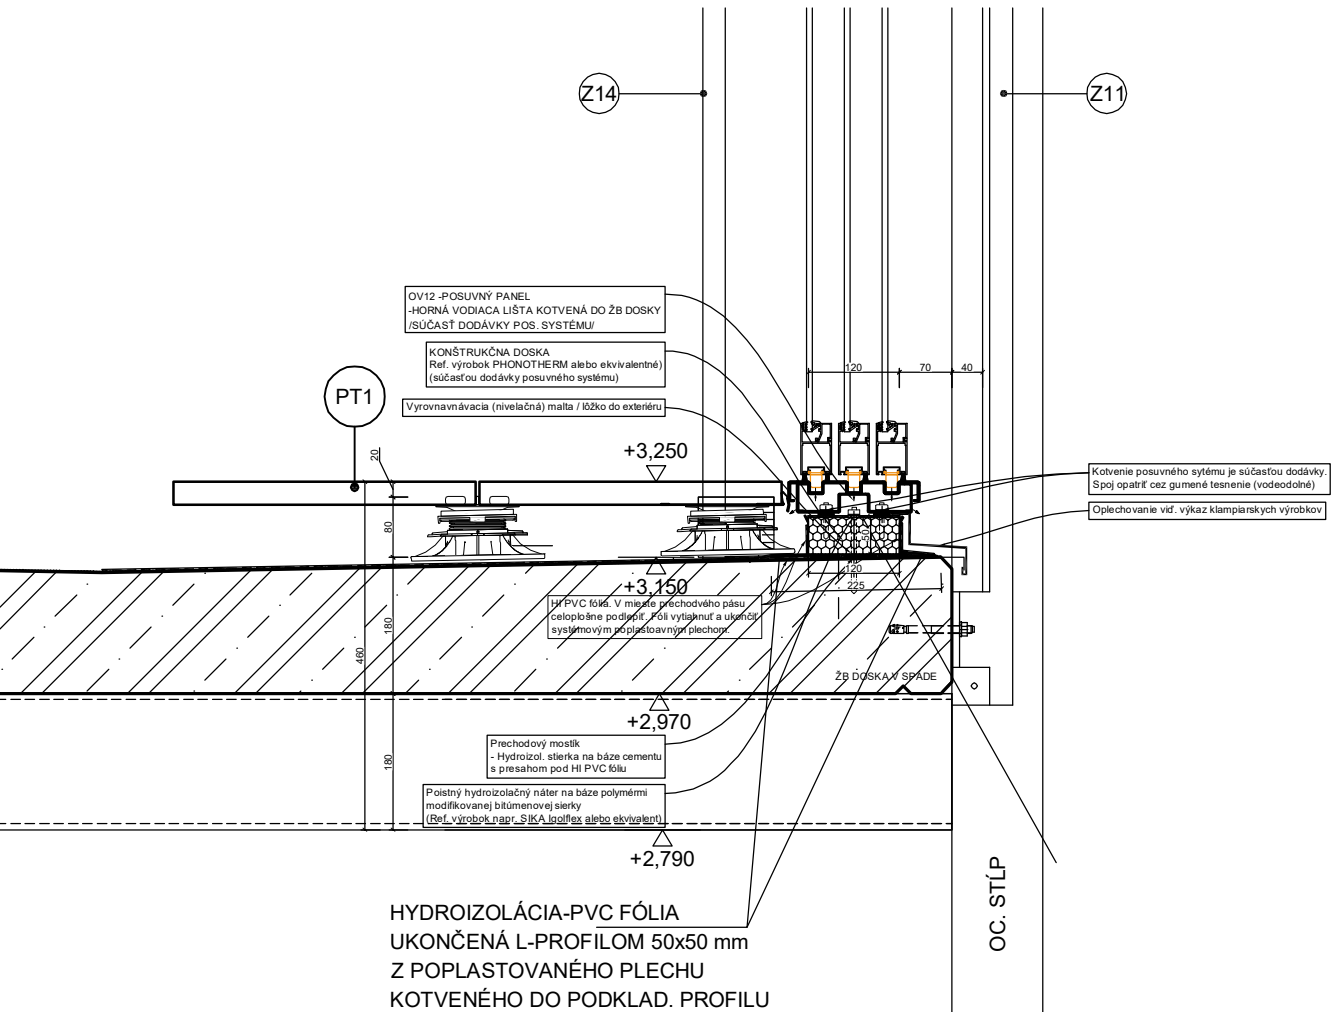 Z14
Z11
OV12 -POSUVNÝ PANEL
-HORNÁ VODIACA LIŠTA KOTVENÁ DO ŽB DOSKY
/SÚČASŤ DODÁVKY POS. SYSTÉMU/
KONŠTRUKČNA DOSKA
Ref. výrobok PHONOTHERM alebo ekvivalentné)
(súčasťou dodávky posuvného systému)
Vyrovnavnávacia (nivelačná) malta / lôžko do exteriéru
PT1
120
70
40
20
+3,250
Kotvenie posuvného sytému je súčasťou dodávky.
Spoj opatriť cez gumené tesnenie (vodeodolné)
Oplechovanie viď. výkaz klampiarskych výrobkov
80
50
120
225
+3,150
HI PVC fólia. V mieste prechodvého pásu
celoplošne podlepiť. Fóli vytiahnuť a ukončiť
systémovým poplastoavným plechom.
180
460
ŽB DOSKA V SPÁDE
+2,970
Prechodový mostík
- Hydroizol. stierka na báze cementu
s presahom pod HI PVC fóliu
180
Poistný hydroizolačný náter na báze polymérmi
modifikovanej bitúmenovej sierky
(Ref. výrobok napr. SIKA Igolflex alebo ekvivalent)
+2,790
OC. STĹP
HYDROIZOLÁCIA-PVC FÓLIA
UKONČENÁ L-PROFILOM 50x50 mm
Z POPLASTOVANÉHO PLECHU
KOTVENÉHO DO PODKLAD. PROFILU